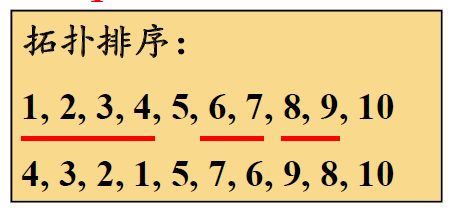 拓扑排序：
1, 2, 3, 4, 5, 6, 7, 8, 9, 10
4, 3, 2, 1, 5, 7, 6, 9, 8, 10